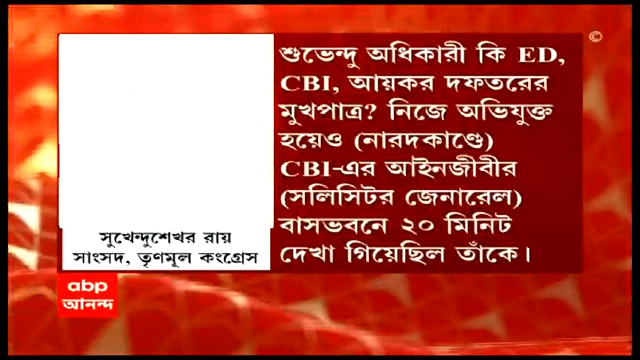 ©
শুভেন্দু অধিকারী কি ED,
CBI, আয়কর দফতরের
মুখপাত্র? নিজে অভিযুক্ত
হয়েও (নারদকাণ্ডে)
CBI-এর আইনজীবীর
(সলিসিটর জেনারেল)
বাসভবনে ২০ মিনিট
দেখা গিয়েছিল তাঁকে।
সুখেন্দুশেখর রায়
সাংসদ, তৃণমূল কংগ্রেস
abp
আনন্দ